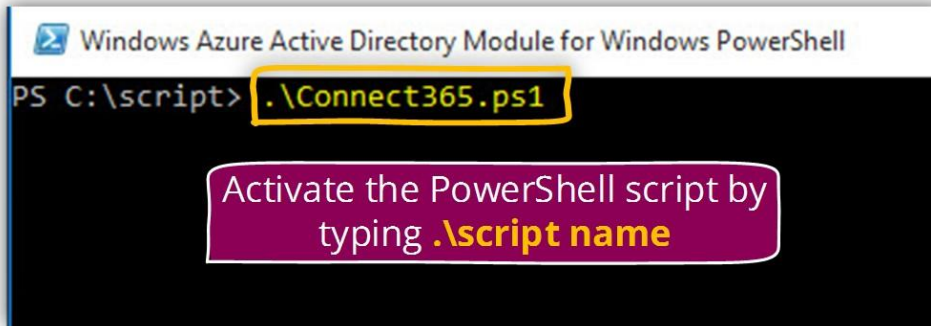 Windows Azure Active Directory Module for Windows PowerShell
PS C:\script> .\Connect365.ps1
Activate the PowerShell script by
typing .\script name